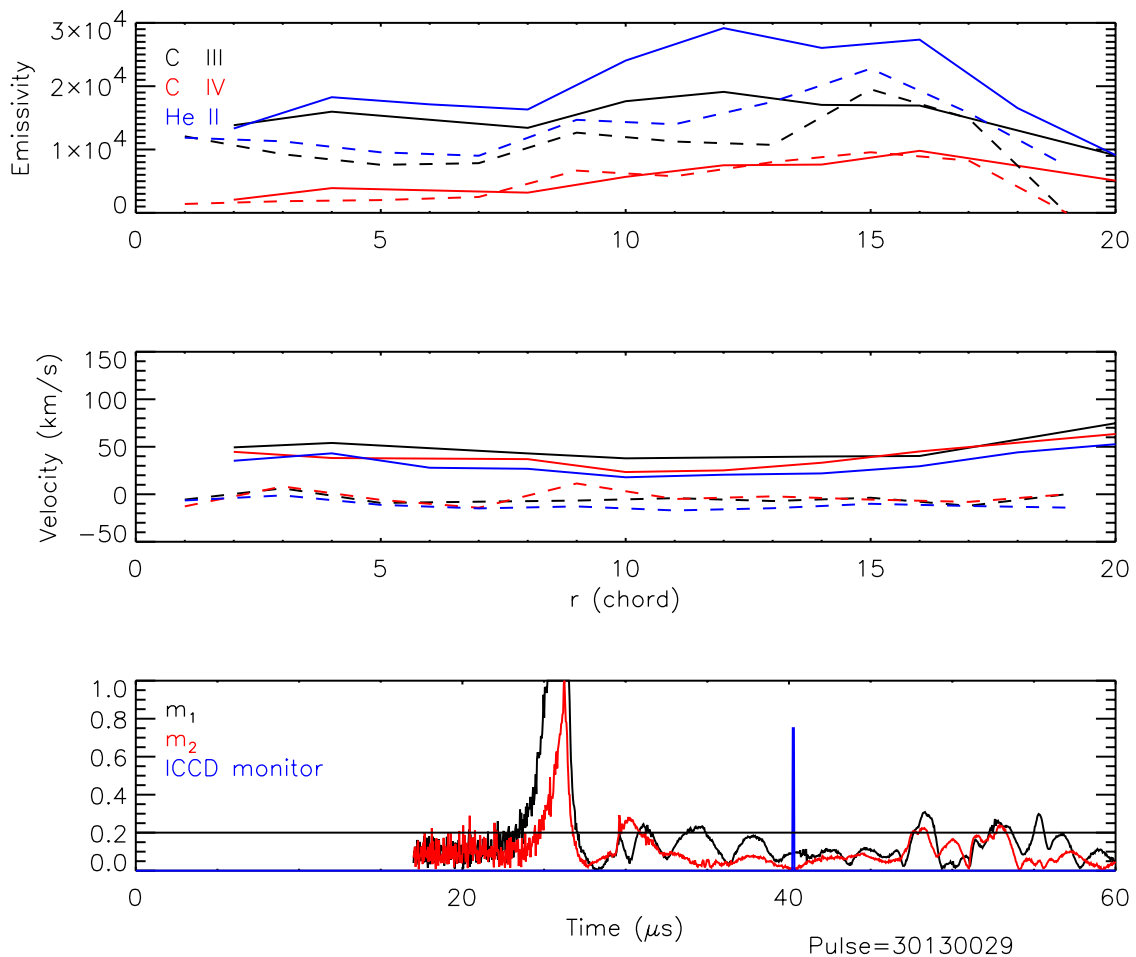 3×10⁴
2×10⁴
1×10⁴
0
Emissivity
C III
C IV
He II
0 5 10 15 20
150
100
50
0
−50
Velocity (km/s)
0 5 10 15 20
r (chord)
1.0
0.8
0.6
0.4
0.2
0.0
m₁
m₂
ICCD monitor
0 20 40 60
Time (μs)
Pulse=30130029